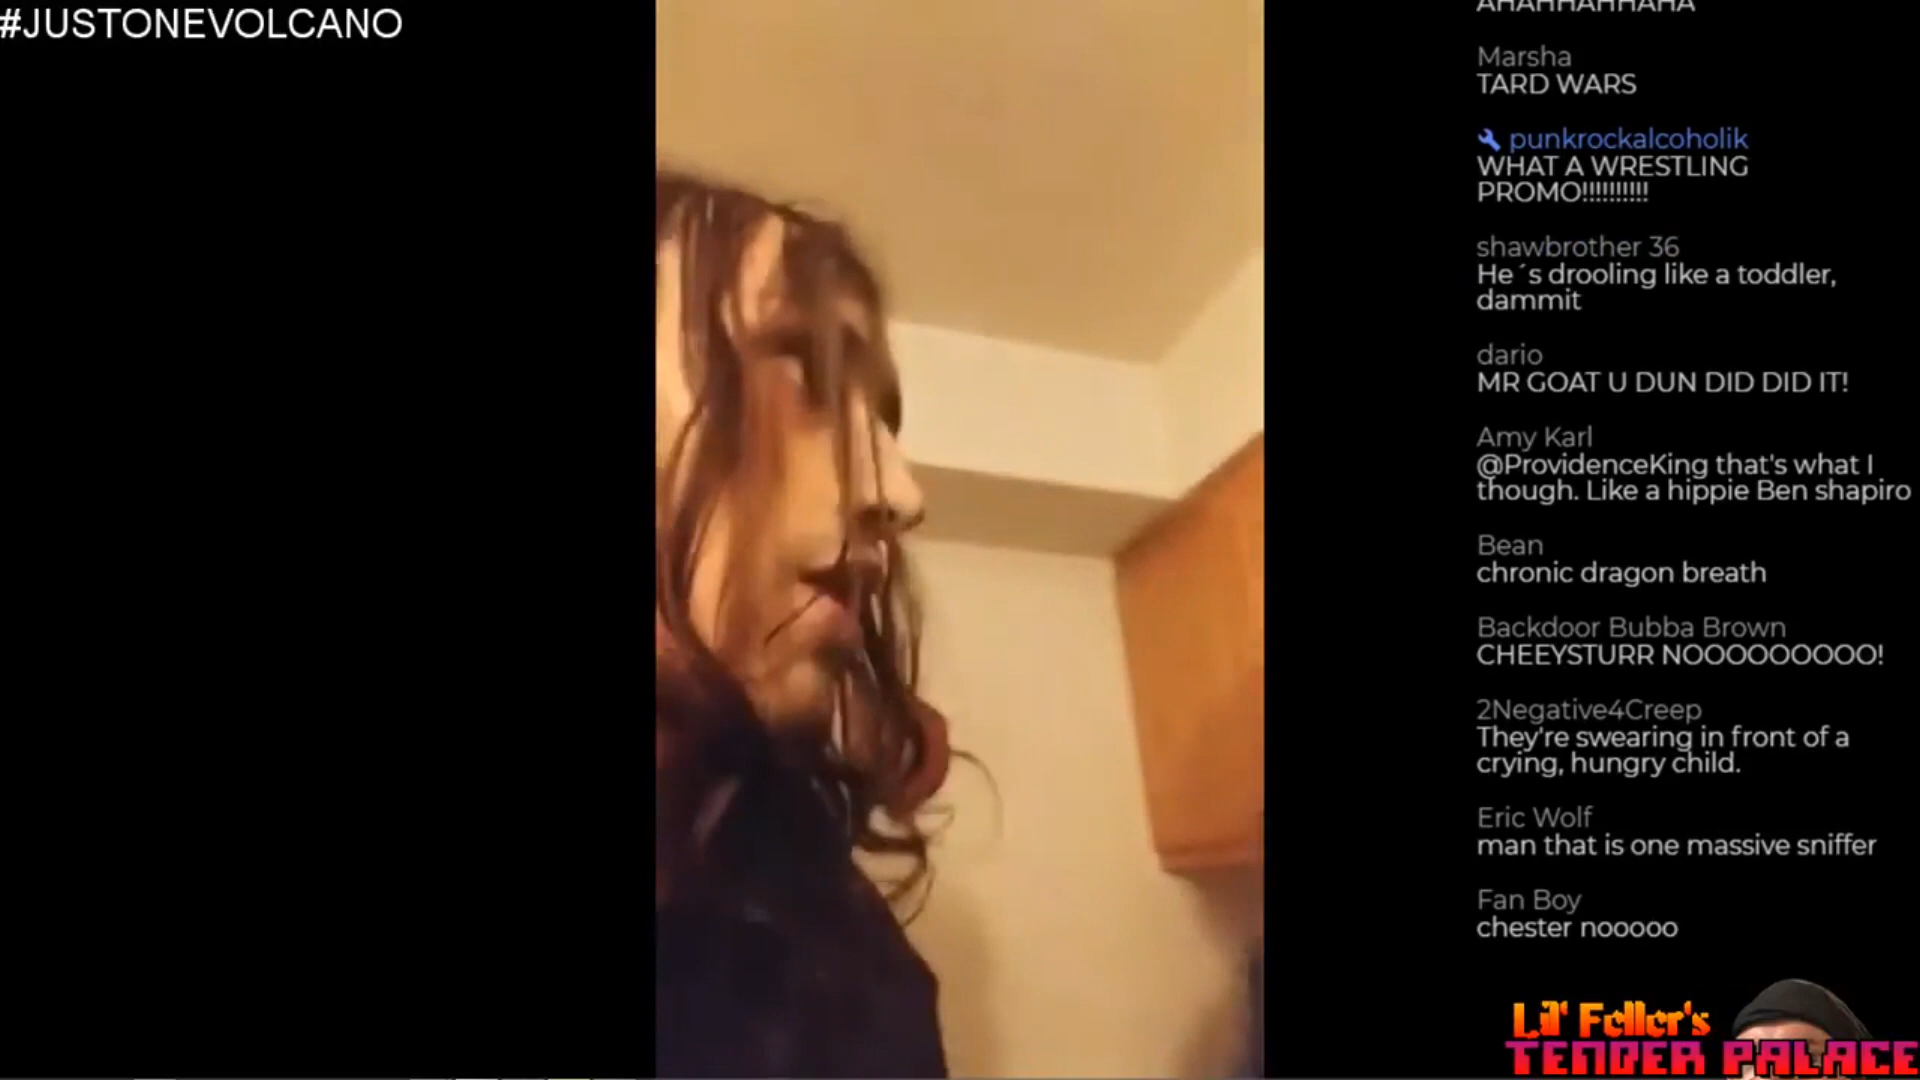 #JUSTONEVOLCANO
AHAHHAHHAHA
Marsha
TARD WARS
punkrockalcoholik
WHAT A WRESTLING
PROMO!!!!!!!!!!
shawbrother 36
He´s drooling like a toddler,
dammit
dario
MR GOAT U DUN DID DID IT!
Amy Karl
@ProvidenceKing that's what I
though. Like a hippie Ben shapiro
Bean
chronic dragon breath
Backdoor Bubba Brown
CHEEYSTURR NOOOOOOOOO!
2Negative4Creep
They're swearing in front of a
crying, hungry child.
Eric Wolf
man that is one massive sniffer
Fan Boy
chester nooooo
Lil' Feller's
TENDER PALACE